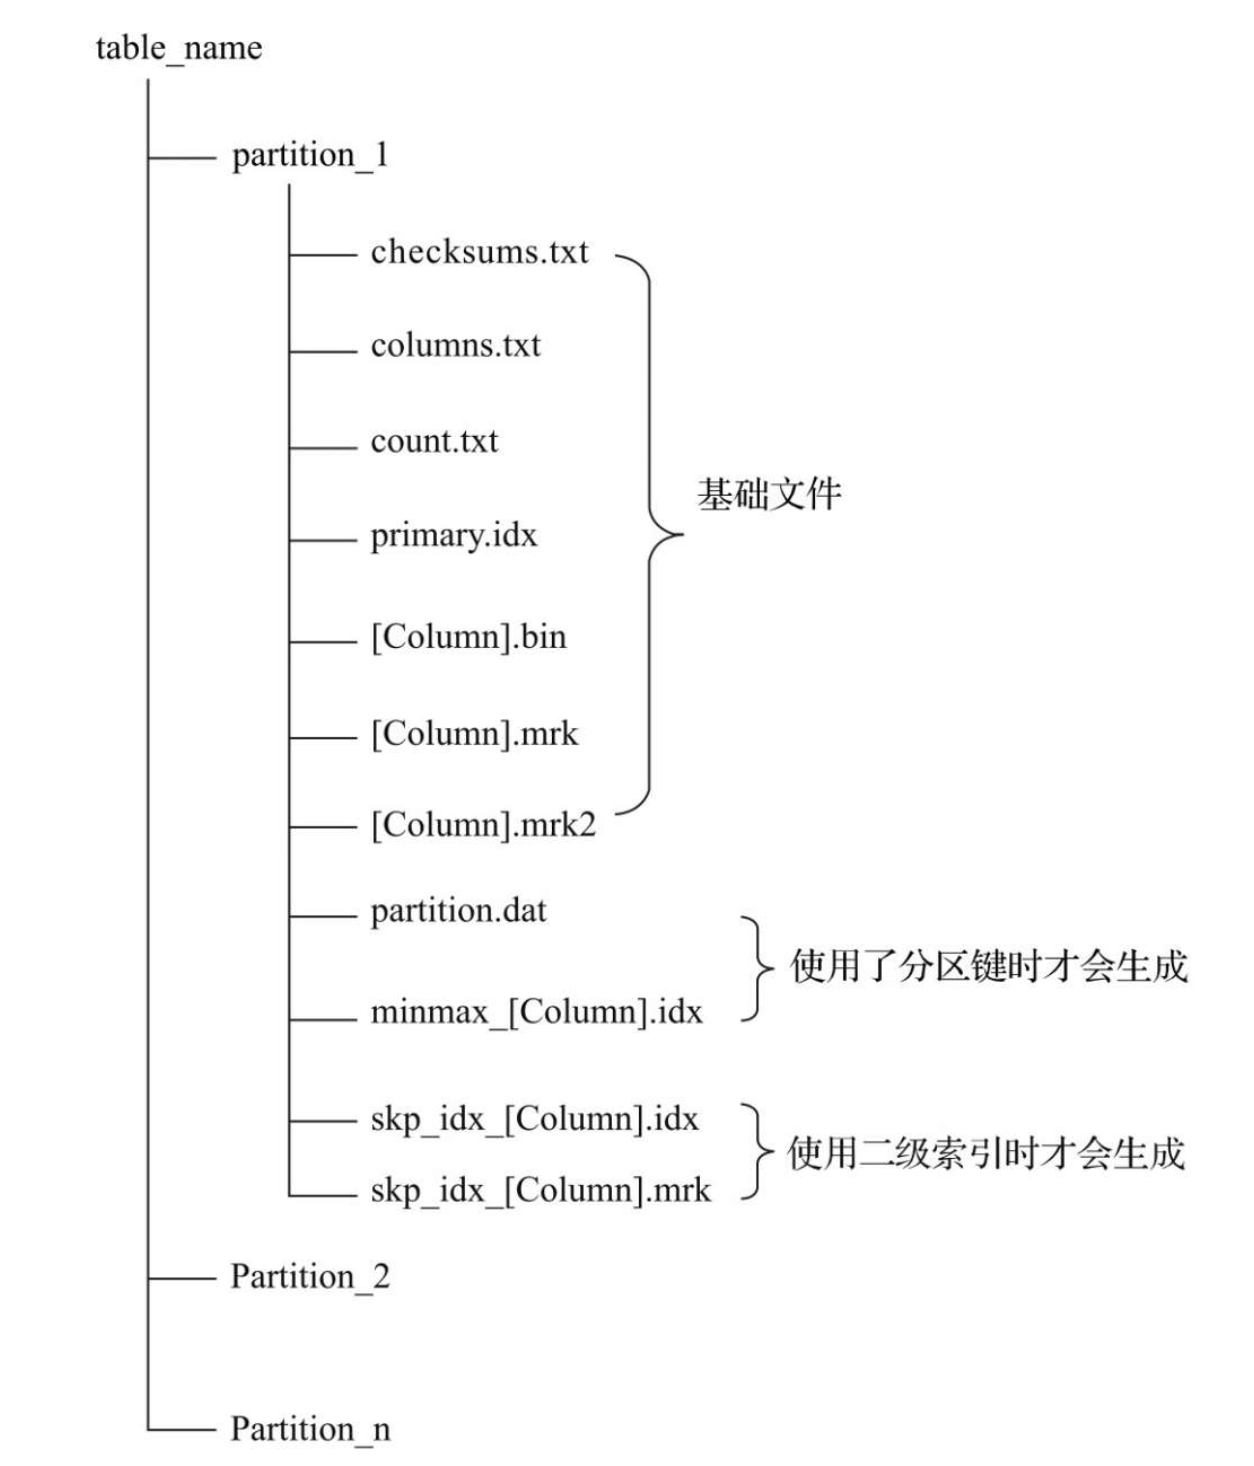 table_name
partition_1
checksums.txt
columns.txt
count.txt
基础文件
primary.idx
[Column].bin
[Column].mrk
[Column].mrk2
partition.dat
使用了分区键时才会生成
minmax_[Column].idx
skp_idx_[Column].idx
使用二级索引时才会生成
skp_idx_[Column].mrk
Partition_2
Partition_n